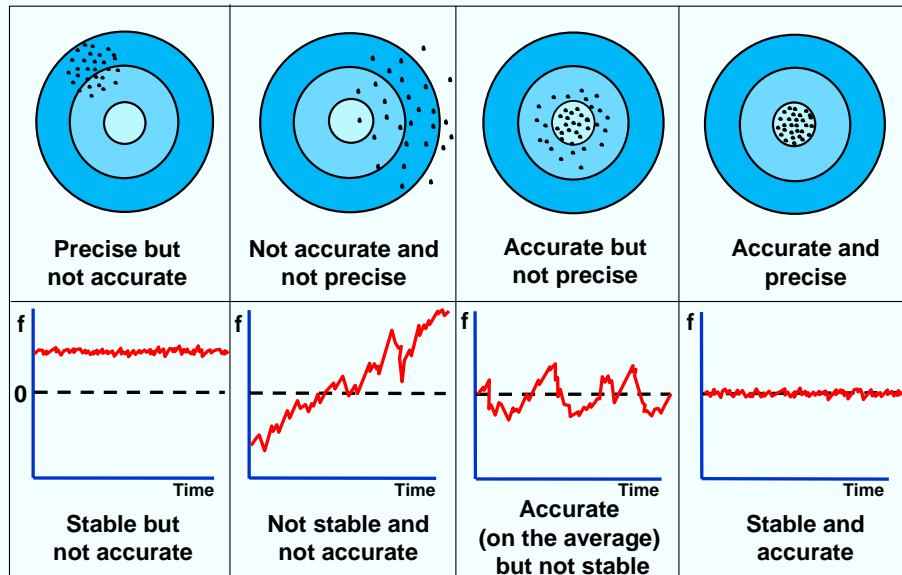 Precise but
not accurate
Not accurate and
not precise
Accurate but
not precise
Accurate and
precise
f
0
Time
Stable but
not accurate
f
Time
Not stable and
not accurate
f
Time
Accurate
(on the average)
but not stable
f
Time
Stable and
accurate